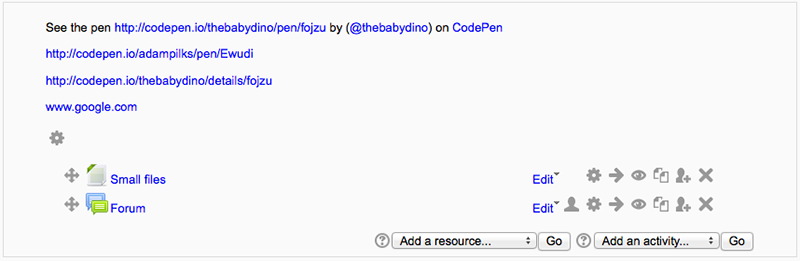 See the pen http://codepen.io/thebabydino/pen/fojzu by (@thebabydino) on CodePen
http://codepen.io/adampilks/pen/Ewudi
http://codepen.io/thebabydino/details/fojzu
www.google.com
Small files Edit
Forum Edit
Add a resource... Go Add an activity... Go